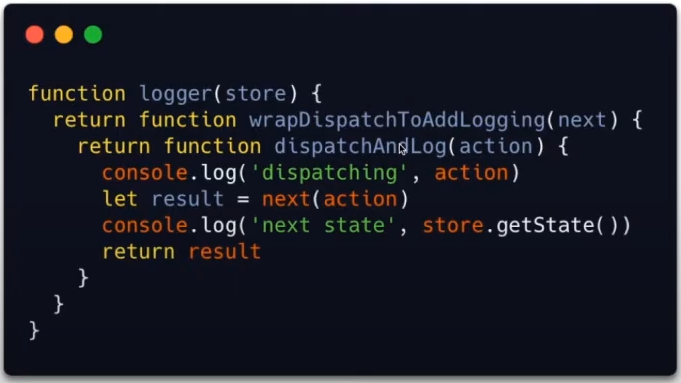 function logger(store) {
  return function wrapDispatchToAddLogging(next) {
    return function dispatchAndLog(action) {
      console.log('dispatching', action)
      let result = next(action)
      console.log('next state', store.getState())
      return result
    }
  }
}